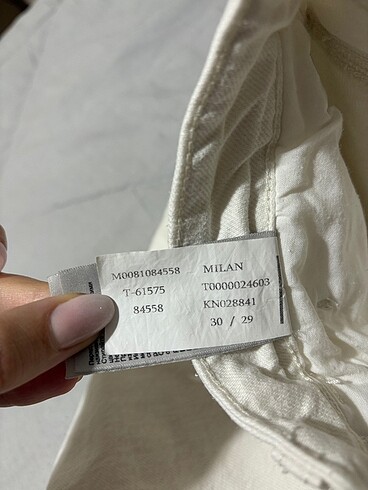 M0081084558 MILAN
T-61575 T0000024603
84558 KN028841
30 / 29